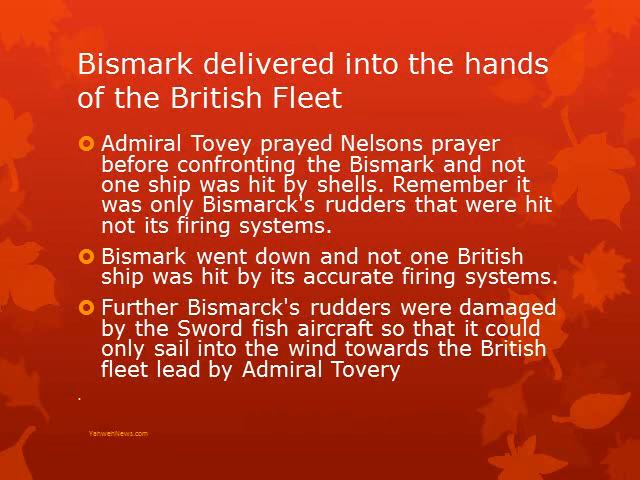 Bismark delivered into the hands
of the British Fleet
Admiral Tovey prayed Nelsons prayer
before confronting the Bismark and not
one ship was hit by shells. Remember it
was only Bismarck's rudders that were hit
not its firing systems.
Bismark went down and not one British
ship was hit by its accurate firing systems.
Further Bismarck's rudders were damaged
by the Sword fish aircraft so that it could
only sail into the wind towards the British
fleet lead by Admiral Tovery
.
YahwehNews.com